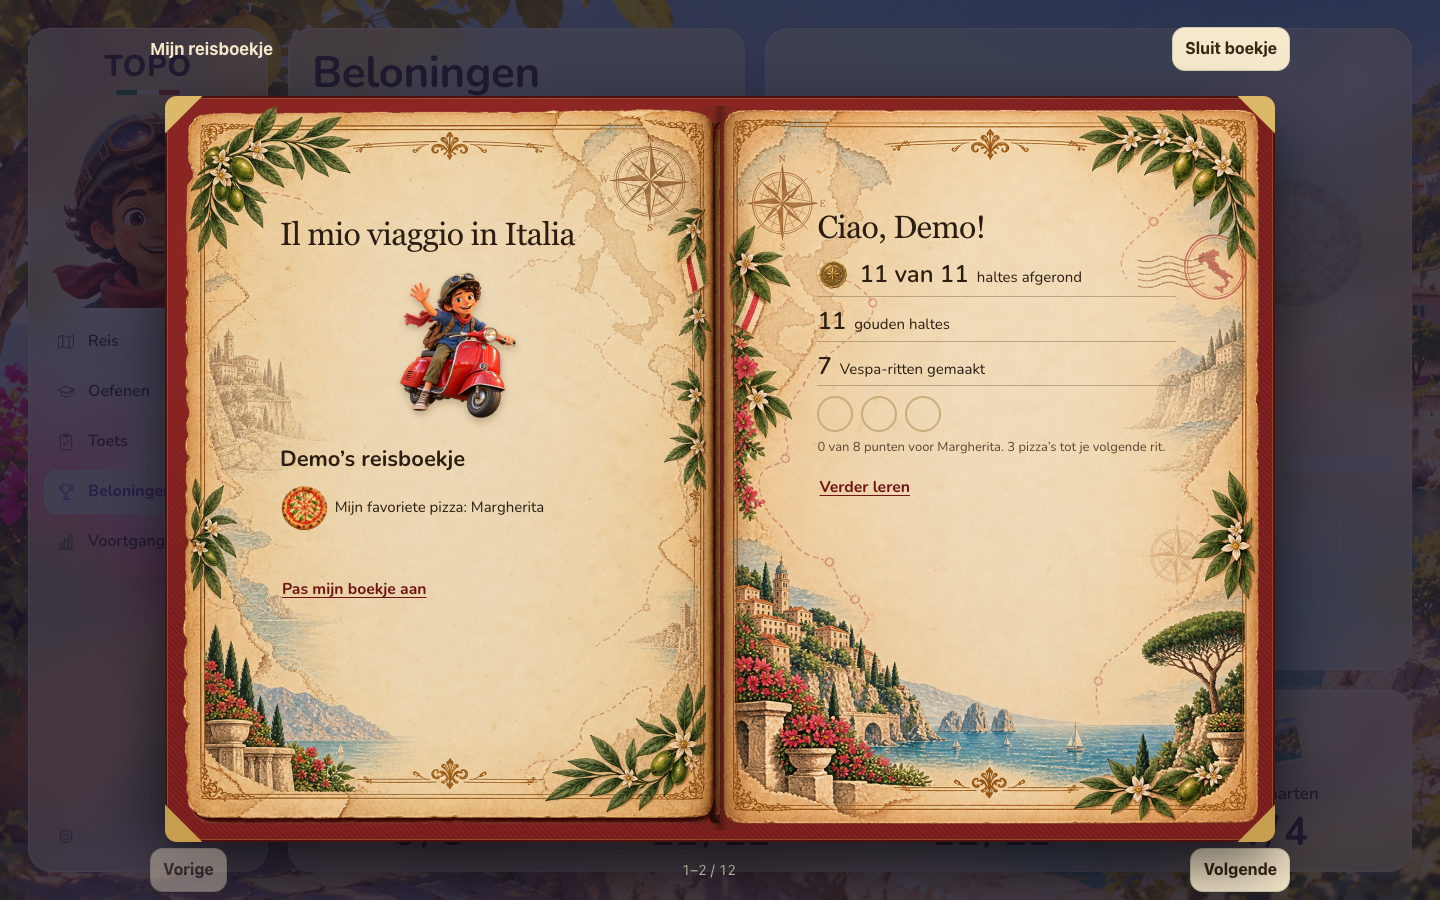 Mijn reisboekje
Sluit boekje
TOPO
Beloningen
Reis
Oefenen
Toets
Beloningen
Voortgang
Il mio viaggio in Italia
Demo’s reisboekje
Mijn favoriete pizza: Margherita
Pas mijn boekje aan
Ciao, Demo!
11 van 11 haltes afgerond
11 gouden haltes
7 Vespa-ritten gemaakt
0 van 8 punten voor Margherita. 3 pizza’s tot je volgende rit.
Verder leren
Vorige
1–2 / 12
Volgende